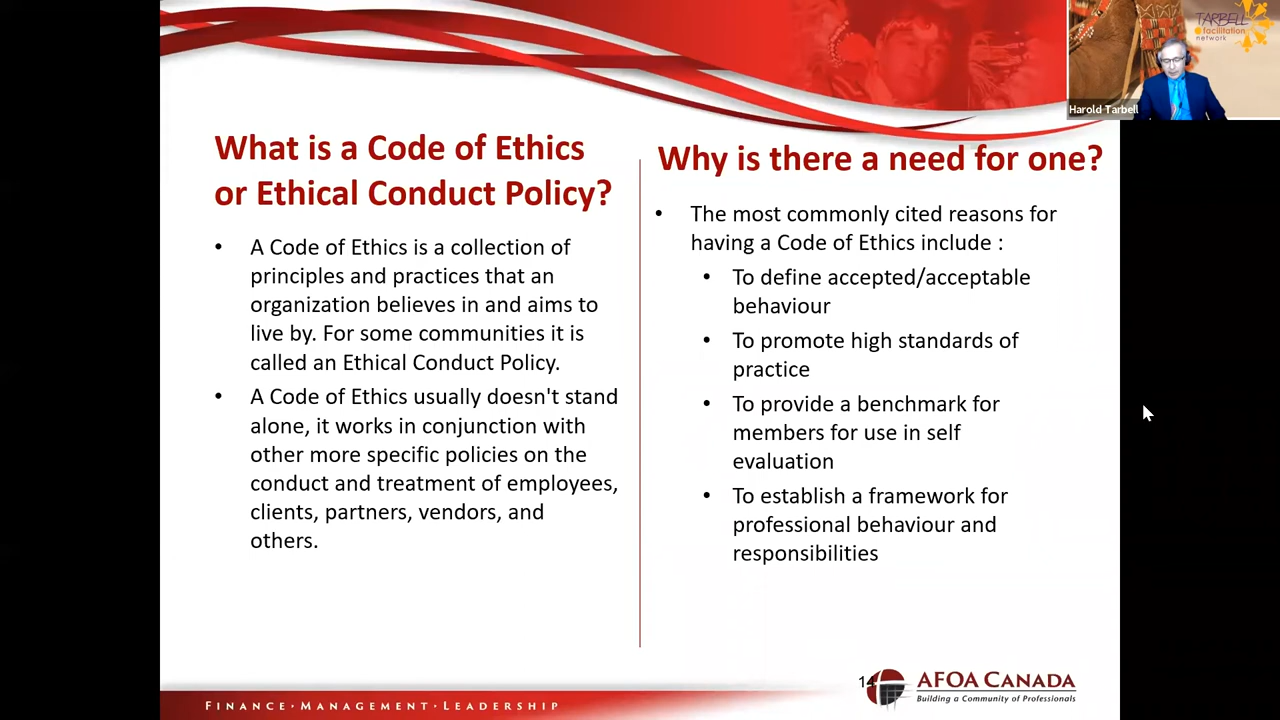 TARBELL
facilitation
network
Harold Tarbell
What is a Code of Ethics
or Ethical Conduct Policy?
• A Code of Ethics is a collection of
principles and practices that an
organization believes in and aims to
live by. For some communities it is
called an Ethical Conduct Policy.
• A Code of Ethics usually doesn't stand
alone, it works in conjunction with
other more specific policies on the
conduct and treatment of employees,
clients, partners, vendors, and
others.
Why is there a need for one?
• The most commonly cited reasons for
having a Code of Ethics include :
• To define accepted/acceptable
behaviour
• To promote high standards of
practice
• To provide a benchmark for
members for use in self
evaluation
• To establish a framework for
professional behaviour and
responsibilities
FINANCE·MANAGEMENT·LEADERSHIP
14
AFOA CANADA
Building a Community of Professionals